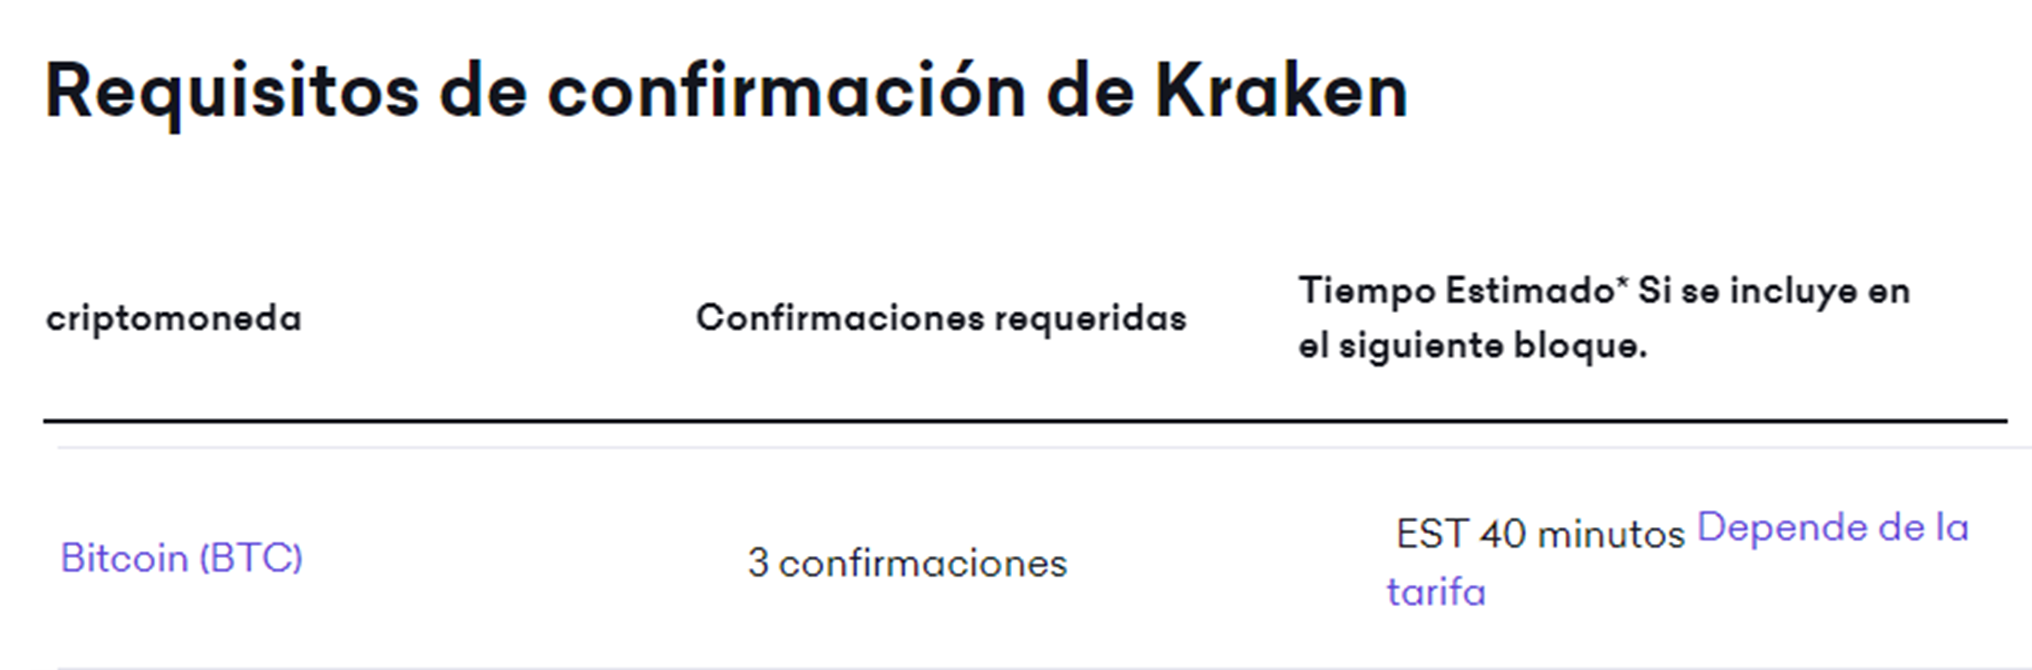 Requisitos de confirmación de Kraken
criptomoneda
Confirmaciones requeridas
Tiempo Estimado* Si se incluye en
el siguiente bloque.
Bitcoin (BTC)
3 confirmaciones
EST 40 minutos Depende de la
tarifa